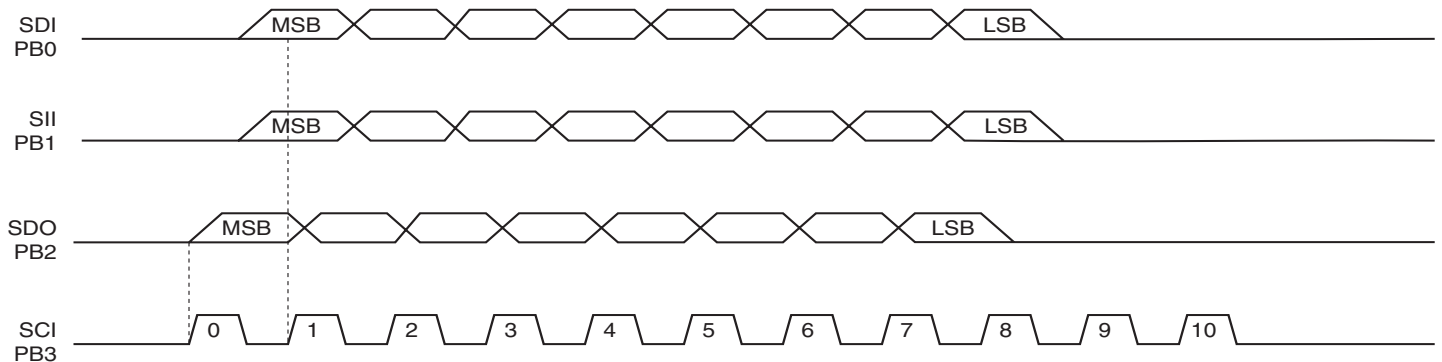 SDI
PB0
MSB LSB
SII
PB1
MSB LSB
SDO
PB2
MSB LSB
SCI
PB3
0 1 2 3 4 5 6 7 8 9 10